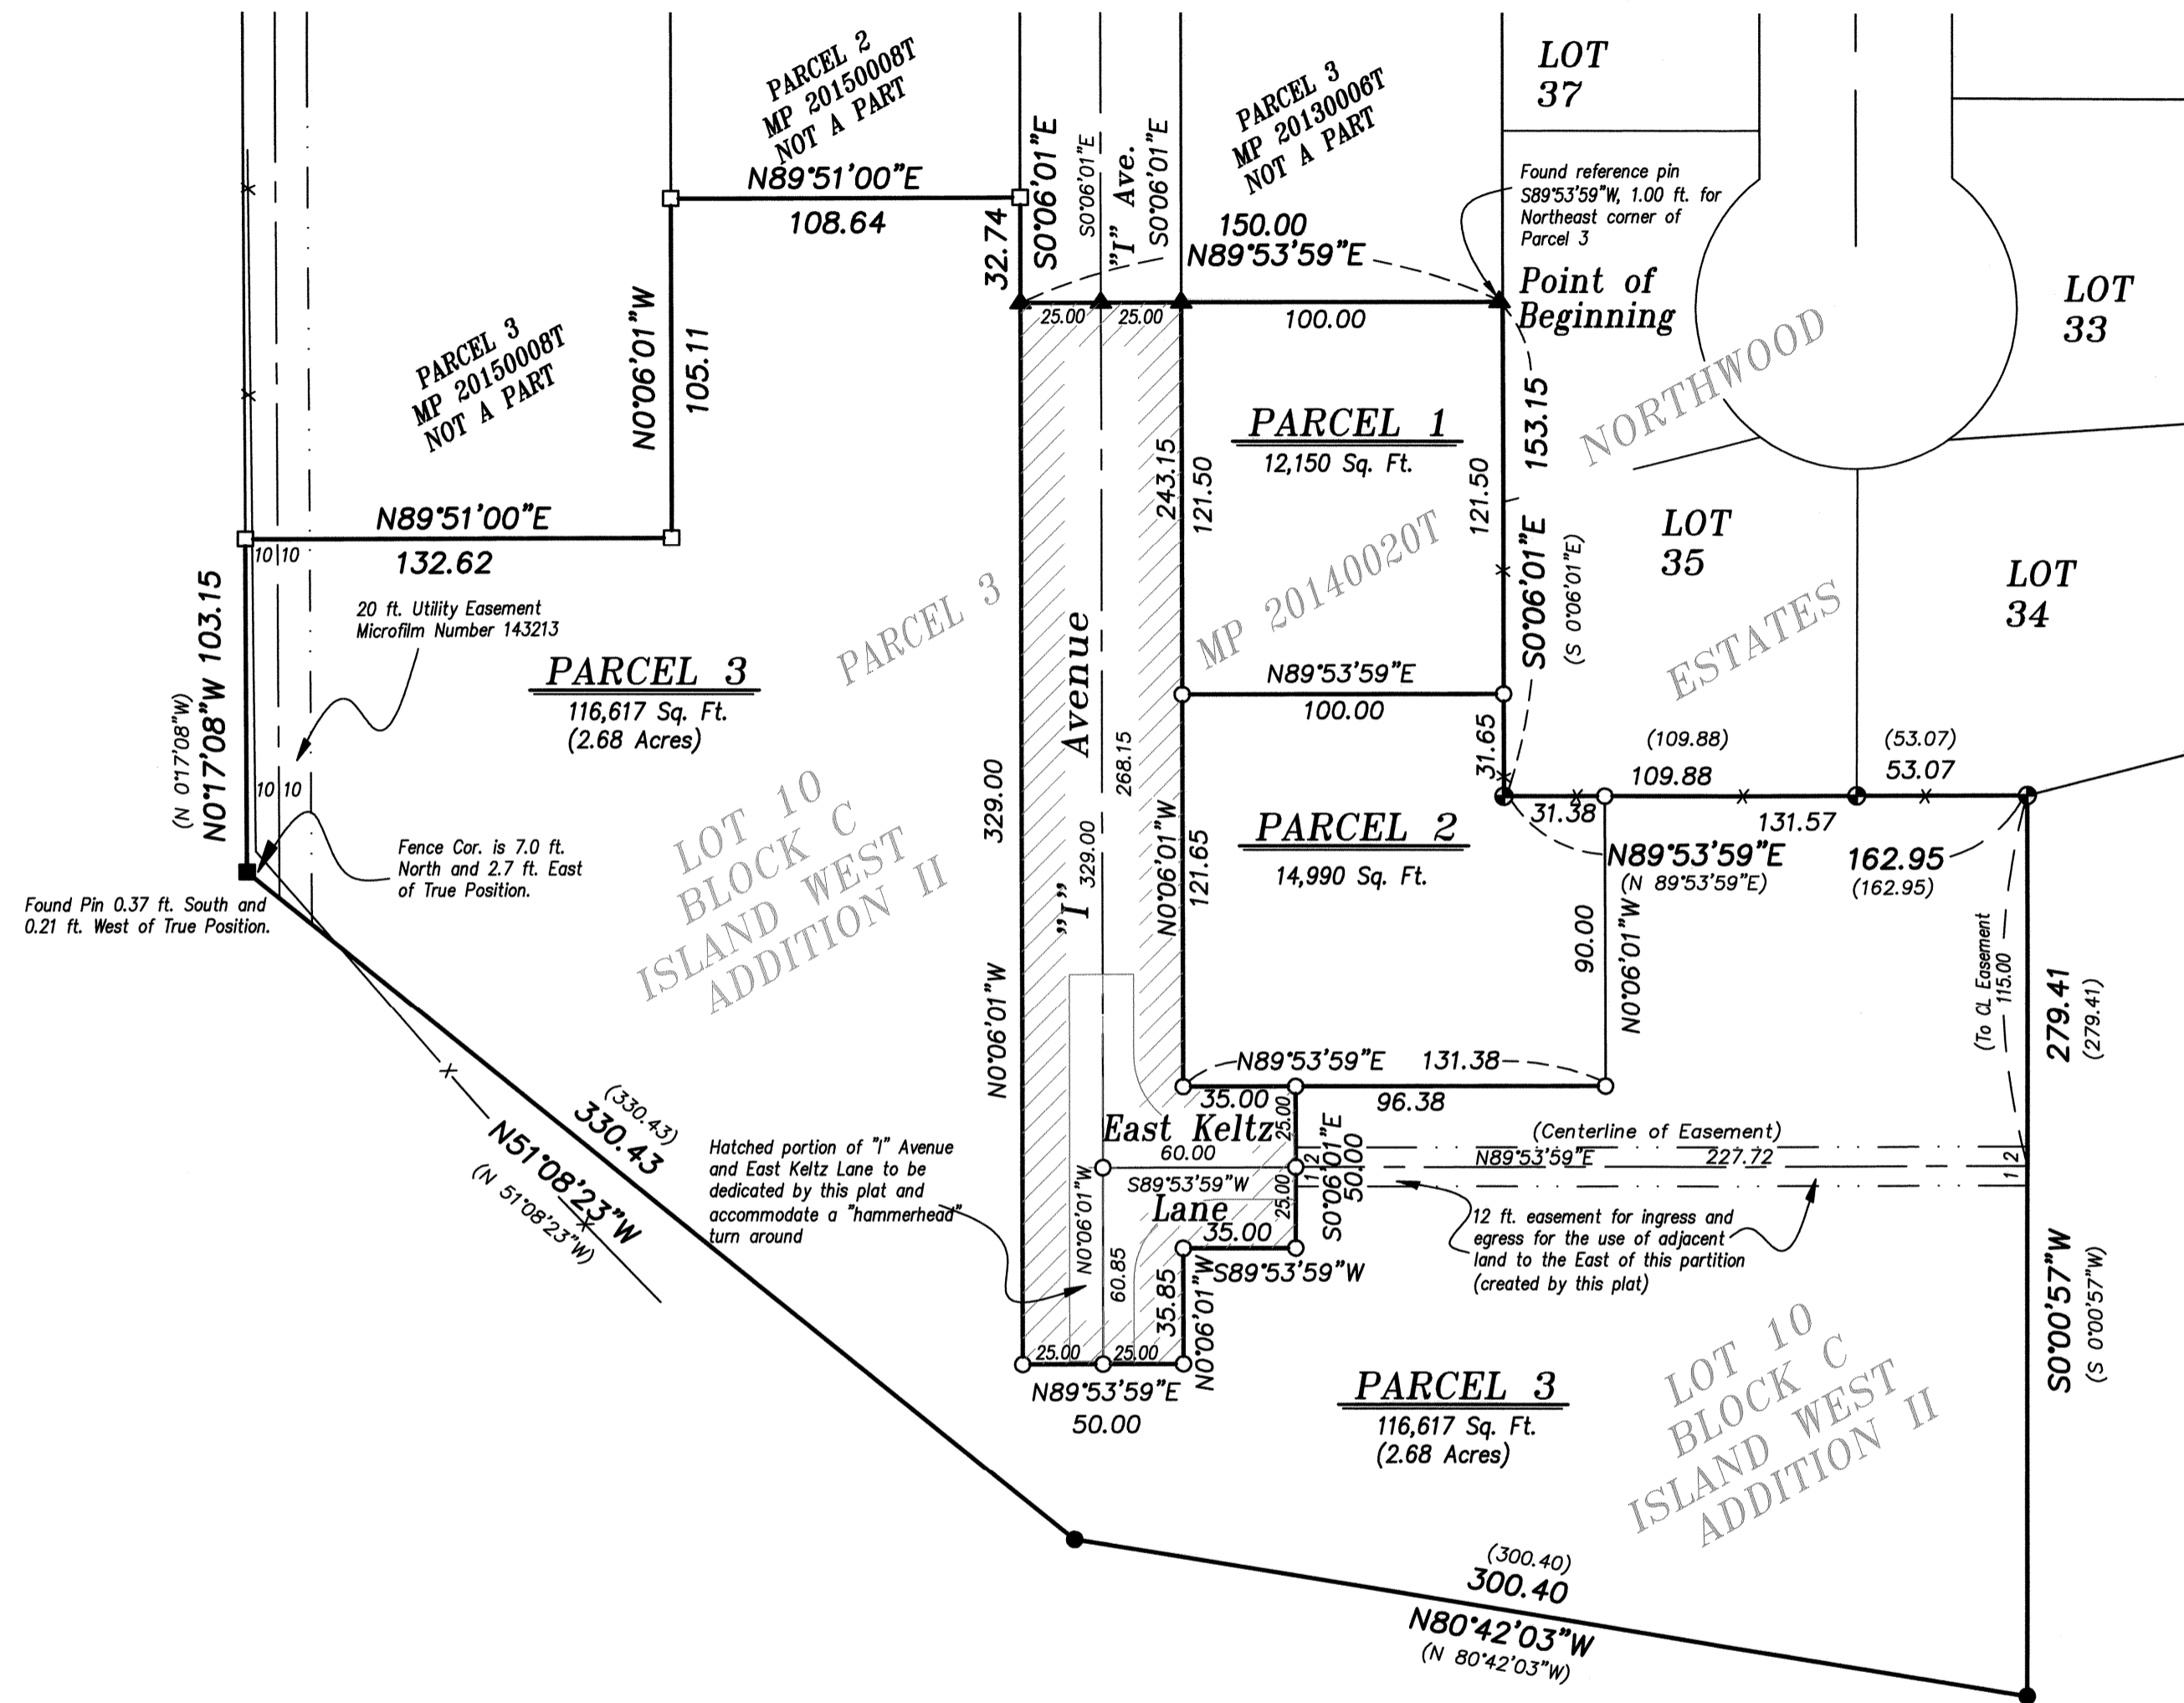 PARCEL 2
MP 20150008T
NOT A PART
N89°51'00"E
108.64
32.74
S0°06'01"E
S0°06'01"E
"I" Ave.
S0°06'01"E
PARCEL 3
MP 20130006T
NOT A PART
150.00
N89°53'59"E
LOT
37
Found reference pin
S89°53'59"W, 1.00 ft. for
Northeast corner of
Parcel 3
Point of
Beginning
LOT
33
25.00
25.00
100.00
PARCEL 3
MP 20150008T
NOT A PART
N0°06'01"W
105.11
N89°51'00"E
132.62
10
10
N0°17'08"W 103.15
(N 0°17'08"W)
20 ft. Utility Easement
Microfilm Number 143213
PARCEL 3
116,617 Sq. Ft.
(2.68 Acres)
10
10
Fence Cor. is 7.0 ft.
North and 2.7 ft. East
of True Position.
Found Pin 0.37 ft. South and
0.21 ft. West of True Position.
PARCEL 3
MP 20140020T
LOT 10
BLOCK C
ISLAND WEST
ADDITION II
329.00
N0°06'01"W
"I" Avenue
329.00
268.15
243.15
N0°06'01"W
PARCEL 1
12,150 Sq. Ft.
121.50
121.50
153.15
S0°06'01"E
(S 0°06'01"E)
NORTHWOOD
ESTATES
LOT
35
LOT
34
N89°53'59"E
100.00
31.65
(109.88)
109.88
(53.07)
53.07
31.38
131.57
N89°53'59"E
(N 89°53'59"E)
162.95
(162.95)
PARCEL 2
14,990 Sq. Ft.
121.65
90.00
N0°06'01"W
(To CL Easement
115.00
279.41
(279.41)
S0°00'57"W
(S 0°00'57"W)
N89°53'59"E
131.38
35.00
96.38
East Keltz
Lane
25.00
25.00
60.00
S89°53'59"W
S0°06'01"E
50.00
12
(Centerline of Easement)
N89°53'59"E
227.72
12
12 ft. easement for ingress and
egress for the use of adjacent
land to the East of this partition
(created by this plat)
35.00
S89°53'59"W
35.85
N0°06'01"W
N0°06'01"W
60.85
Hatched portion of "I" Avenue
and East Keltz Lane to be
dedicated by this plat and
accommodate a "hammerhead"
turn around
25.00
25.00
N89°53'59"E
50.00
(330.43)
330.43
N51°08'23"W
(N 51°08'23"W)
PARCEL 3
116,617 Sq. Ft.
(2.68 Acres)
LOT 10
BLOCK C
ISLAND WEST
ADDITION II
(300.40)
300.40
N80°42'03"W
(N 80°42'03"W)